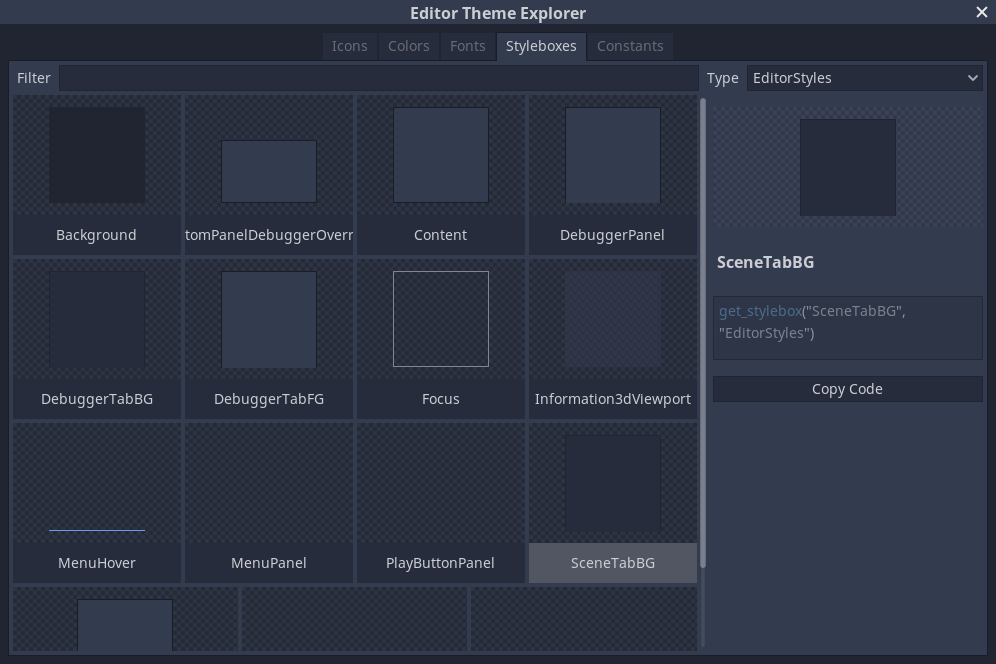 Editor Theme Explorer
Icons
Colors
Fonts
Styleboxes
Constants
Filter
Type
EditorStyles
Background
tomPanelDebuggerOverr
Content
DebuggerPanel
DebuggerTabBG
DebuggerTabFG
Focus
Information3dViewport
MenuHover
MenuPanel
PlayButtonPanel
SceneTabBG
SceneTabBG
get_stylebox("SceneTabBG",
"EditorStyles")
Copy Code